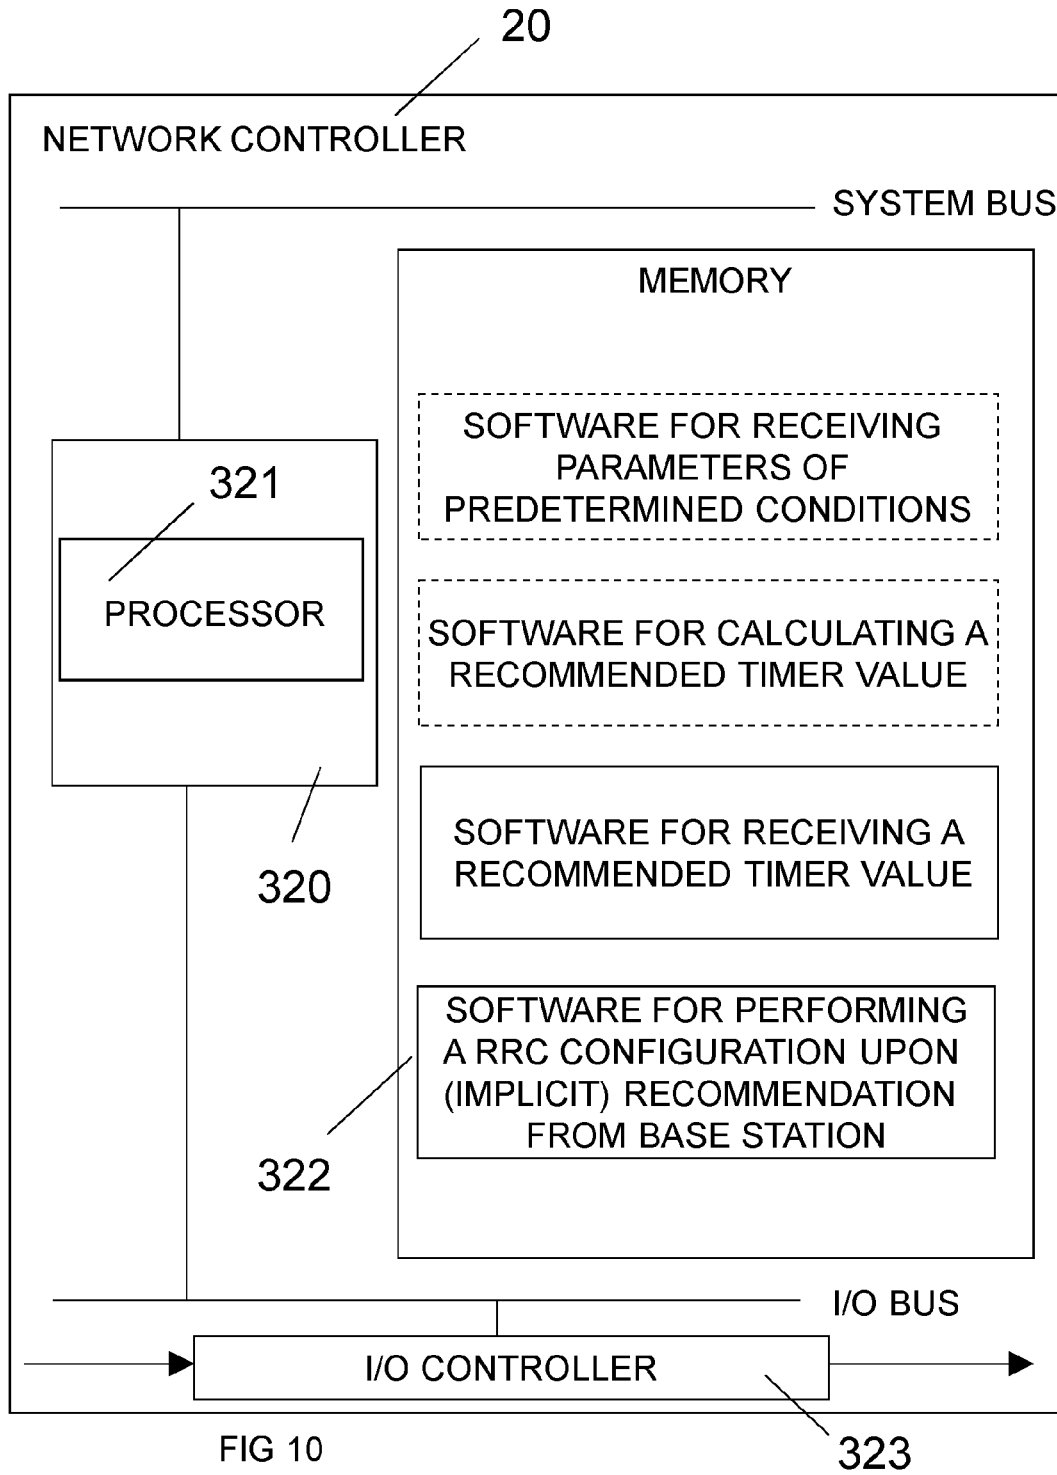 20
NETWORK CONTROLLER
SYSTEM BUS
MEMORY
SOFTWARE FOR RECEIVING
PARAMETERS OF
PREDETERMINED CONDITIONS
321
PROCESSOR
SOFTWARE FOR CALCULATING A
RECOMMENDED TIMER VALUE
SOFTWARE FOR RECEIVING A
RECOMMENDED TIMER VALUE
320
SOFTWARE FOR PERFORMING
A RRC CONFIGURATION UPON
(IMPLICIT) RECOMMENDATION
FROM BASE STATION
322
I/O BUS
I/O CONTROLLER
323
FIG 10